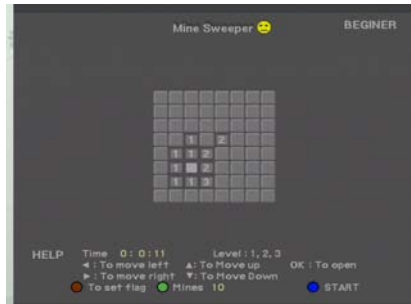 Mine Sweeper
BEGINER
1 2
1 1 2
1 2
1 1 3
HELP
Time 0: 0:11 Level : 1, 2, 3
◄ : To move left ▲: To Move up OK : To open
► : To move right ▼: To Move Down
To set flag Mines 10 START